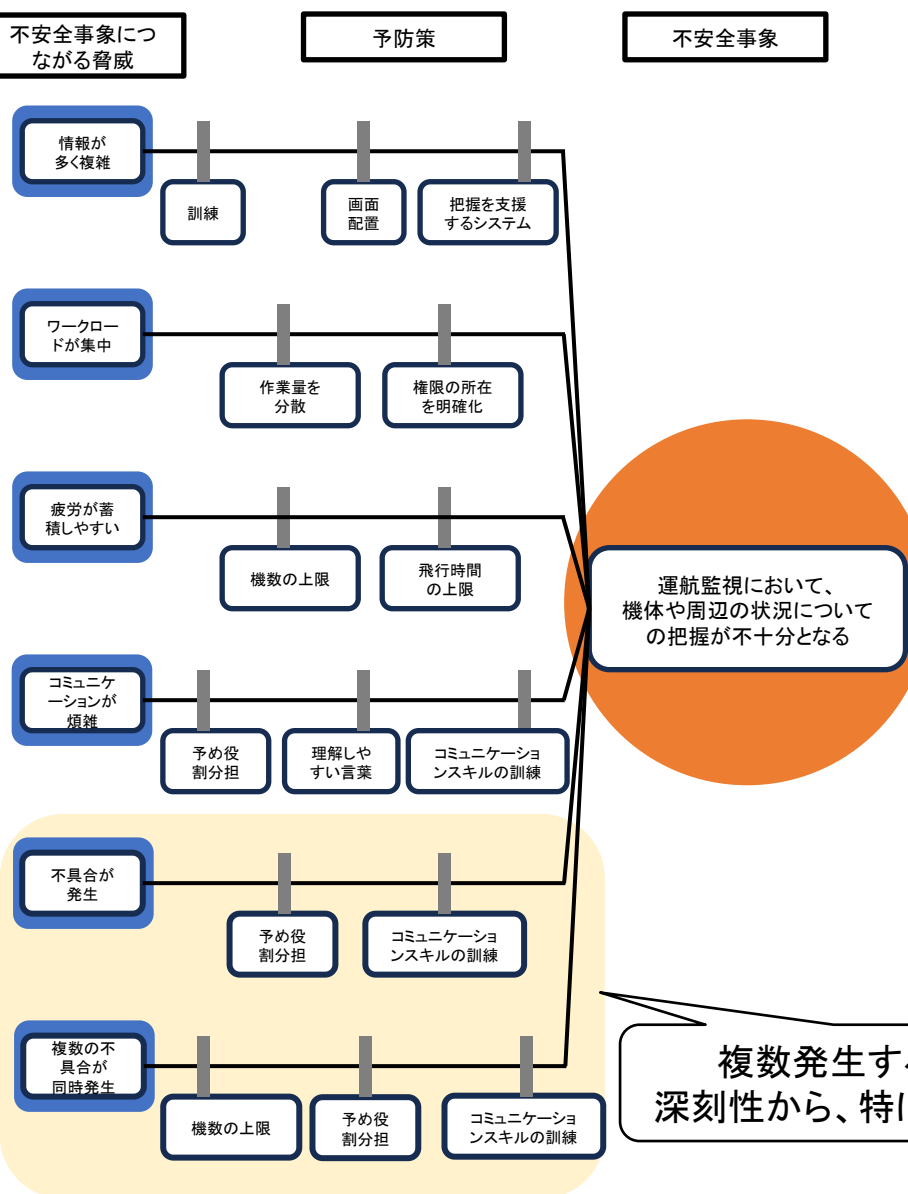 不安全事象につ
ながる脅威
予防策
不安全事象
情報が
多く複雑
訓練
画面
配置
把握を支援
するシステム
ワークロー
ドが集中
作業量を
分散
権限の所在
を明確化
疲労が蓄
積しやすい
機数の上限
飛行時間
の上限
運航監視において、
機体や周辺の状況について
の把握が不十分となる
コミュニケ
ーションが
煩雑
予め役
割分担
理解しや
すい言葉
コミュニケーショ
ンスキルの訓練
不具合が
発生
予め役
割分担
コミュニケーショ
ンスキルの訓練
複数の不
具合が
同時発生
機数の上限
予め役
割分担
コミュニケーショ
ンスキルの訓練
複数発生す
深刻性から、特に